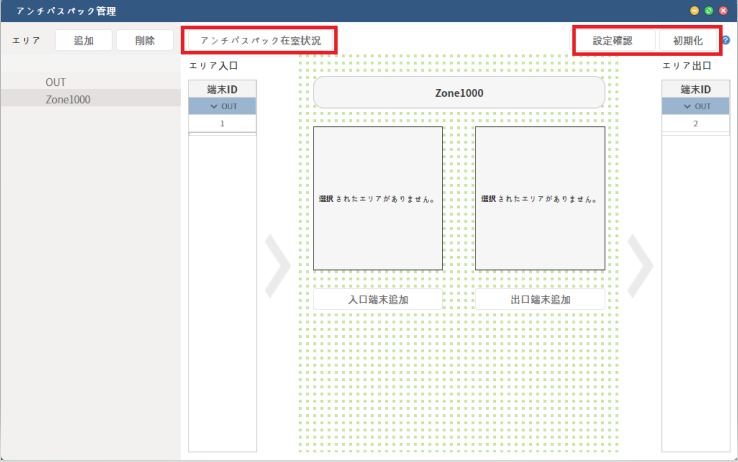 アンチパスパック管理
エリア 追加 削除 アンチパスパック在室状況 設定確認 初期化 ?
エリア入口 エリア出口
OUT
Zone1000
端末ID
OUT
1
Zone1000
選択 されたエリアがありません。
選択 されたエリアがありません。
入口端末追加
出口端末追加
端末ID
OUT
2